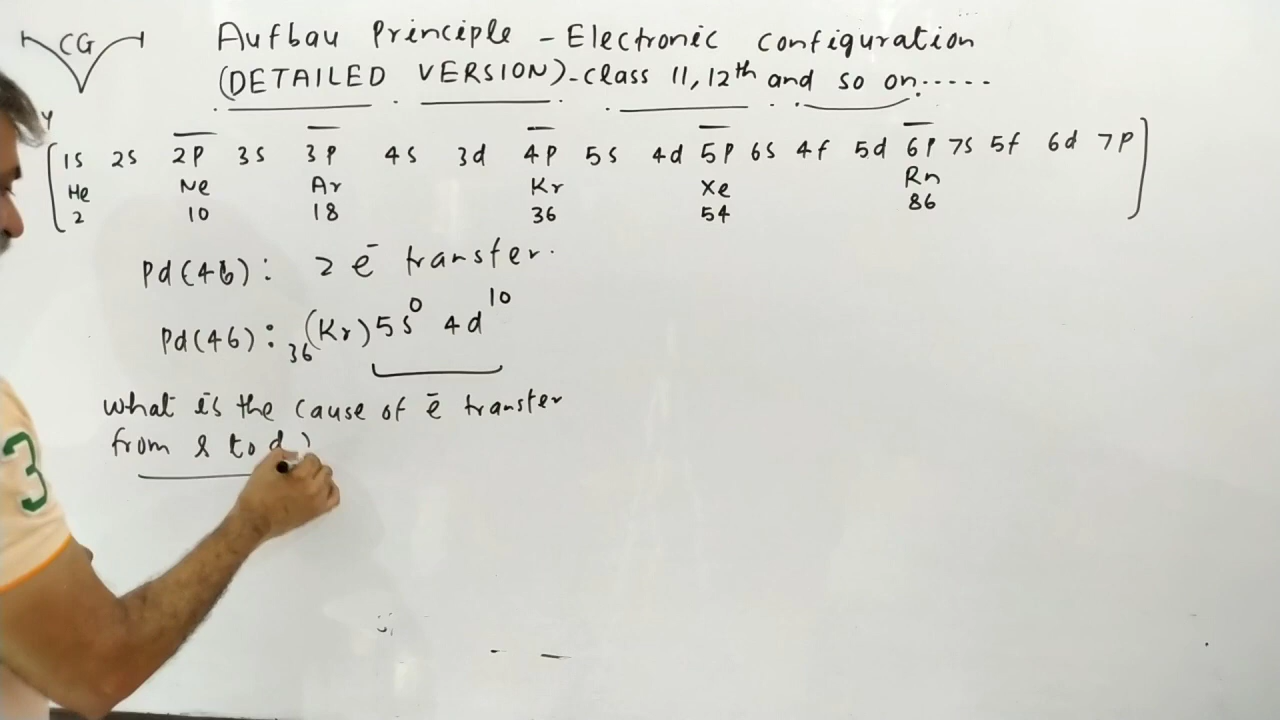 CG
Aufbau Principle - Electronic configuration
(DETAILED VERSION) - class 11, 12th and so on.....
1s 2s 2p 3s 3p 4s 3d 4p 5s 4d 5p 6s 4f 5d 6p 7s 5f 6d 7p
He Ne Ar Kr Xe Rn
2 10 18 36 54 86
Pd(46): 2 ē transfer.
Pd(46): 36(Kr) 5s⁰ 4d¹⁰
what is the cause of ē transfer
from s to d?
3